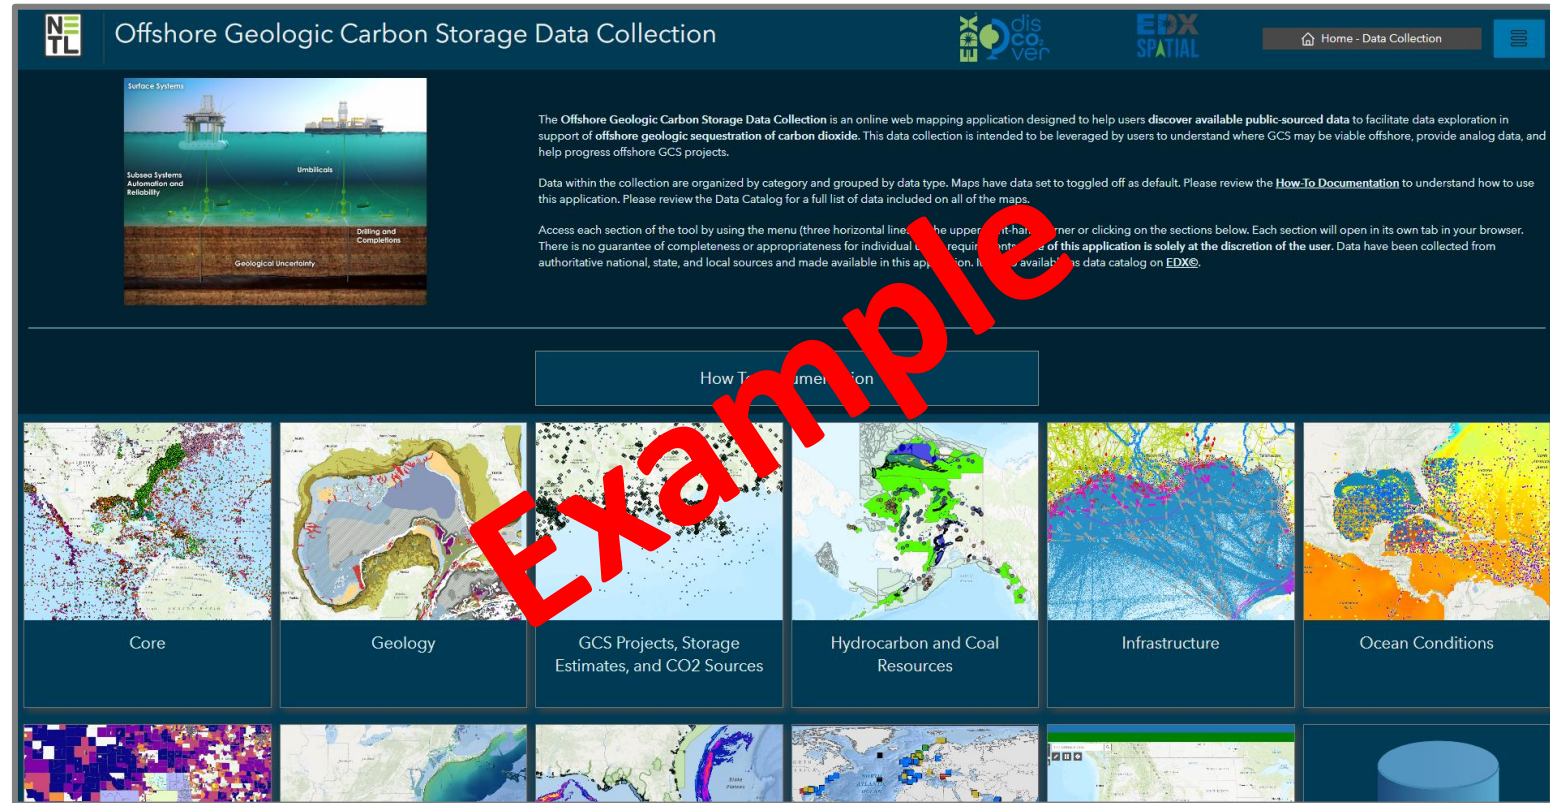 NETL
Offshore Geologic Carbon Storage Data Collection
EDX disco2ver
EDX SPATIAL
Home - Data Collection
Surface Systems
Umbilicals
Subsea Systems
Automation and
Reliability
Drilling and
Completions
Geological Uncertainty
The Offshore Geologic Carbon Storage Data Collection is an online web mapping application designed to help users discover available public-sourced data to facilitate data exploration in
support of offshore geologic sequestration of carbon dioxide. This data collection is intended to be leveraged by users to understand where GCS may be viable offshore, provide analog data, and
help progress offshore GCS projects.
Data within the collection are organized by category and grouped by data type. Maps have data set to toggled off as default. Please review the How-To Documentation to understand how to use
this application. Please review the Data Catalog for a full list of data included on all of the maps.
Access each section of the tool by using the menu (three horizontal line he upper corner or clicking on the sections below. Each section will open in its own tab in your browser.
There is no guarantee of completeness or appropriateness for individual of this application is solely at the discretion of the user. Data have been collected from
authoritative national, state, and local sources and made available in this as data catalog on EDX©.
How
Example
Core
Geology
GCS Projects, Storage
Estimates, and CO2 Sources
Hydrocarbon and Coal
Resources
Infrastructure
Ocean Conditions